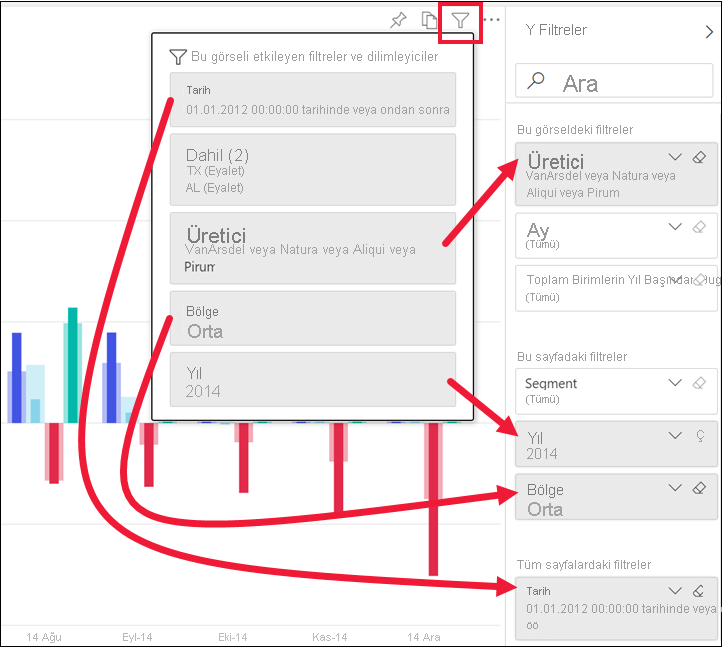 Bu görseli etkileyen filtreler ve dilimleyiciler
Tarih
01.01.2012 00:00:00 tarihinde veya ondan sonra
Dahil (2)
TX (Eyalet)
AL (Eyalet)
Üretici
VanArsdel veya Natura veya Aliqui veya
Pirum
Bölge
Orta
Yıl
2014
14 Ağu
Eyl-14
Eki-14
Kas-14
14 Ara
Y Filtreler
Ara
Bu görseldeki filtreler
Üretici
VanArsdel veya Natura veya
Aliqui veya Pirum
Ay
(Tümü)
Toplam Birimlerin Yıl Başından
(Tümü)
Bu sayfadaki filtreler
Segment
(Tümü)
Yıl
2014
Bölge
Orta
Tüm sayfalardaki filtreler
Tarih
01.01.2012 00:00:00 tarihinde veya